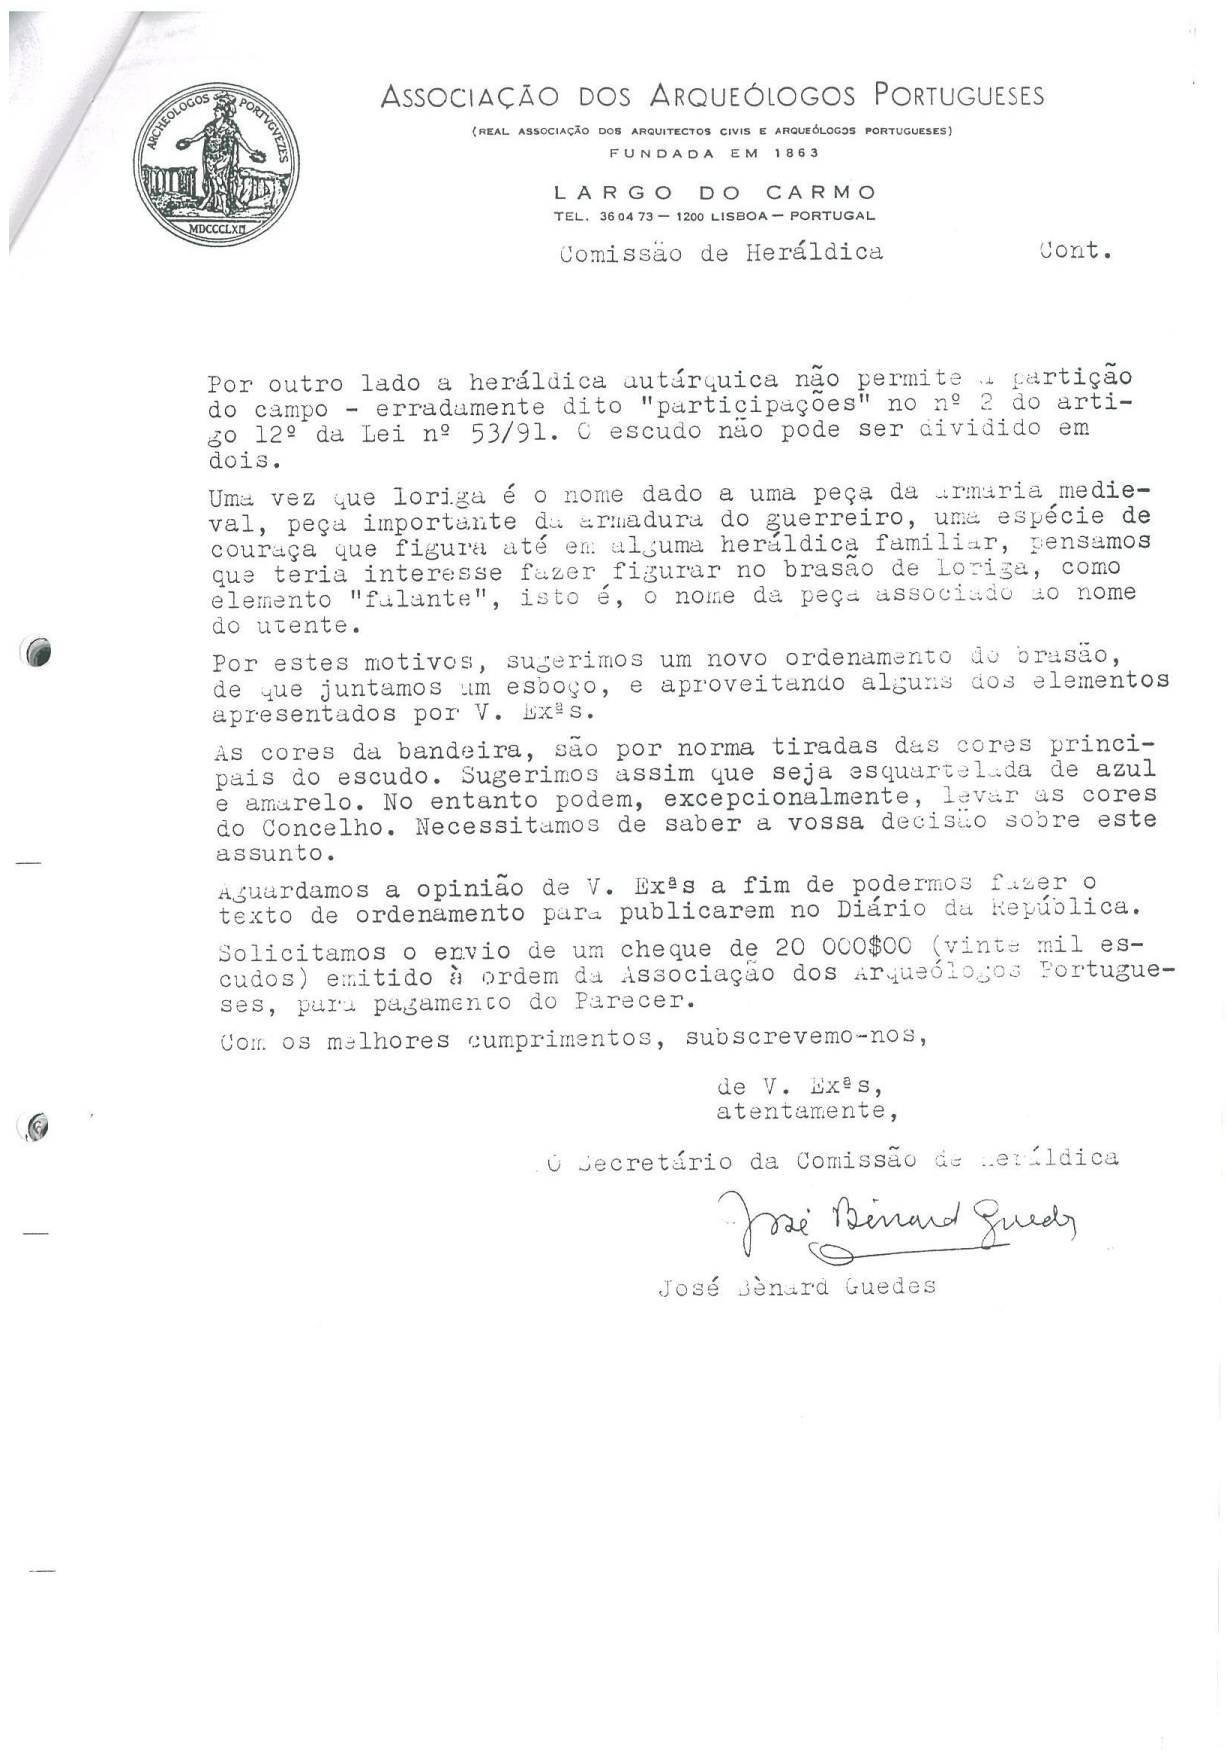 ARCHEOLOGOS PORTVGVEZES
ASSOCIAÇÃO DOS ARQUEÓLOGOS PORTUGUESES
(REAL ASSOCIAÇÃO DOS ARQUITECTOS CIVIS E ARQUEÓLOGOS PORTUGUESES)
FUNDADA EM 1863
LARGO DO CARMO
TEL. 36 04 73 — 1200 LISBOA — PORTUGAL
Comissão de Heráldica Cont.
Por outro lado a heráldica autárquica não permite a partição
do campo - erradamente dito "participações" no nº 2 do arti-
go 12º da Lei nº 53/91. O escudo não pode ser dividido em
dois.
Uma vez que loriga é o nome dado a uma peça da armaria medie-
val, peça importante da armadura do guerreiro, uma espécie de
couraça que figura até em alguma heráldica familiar, pensamos
que teria interesse fazer figurar no brasão de Loriga, como
elemento "falante", isto é, o nome da peça associado ao nome
do utente.
Por estes motivos, sugerimos um novo ordenamento do brasão,
de que juntamos um esboço, e aproveitando alguns dos elementos
apresentados por V. Exªs.
As cores da bandeira, são por norma tiradas das cores princi-
pais do escudo. Sugerimos assim que seja esquartelada de azul
e amarelo. No entanto podem, excepcionalmente, levar as cores
do Concelho. Necessitamos de saber a vossa decisão sobre este
assunto.
Aguardamos a opinião de V. Exªs a fim de podermos fazer o
texto de ordenamento para publicarem no Diário da República.
Solicitamos o envio de um cheque de 20 000$00 (vinte mil es-
cudos) emitido à ordem da Associação dos Arqueólogos Portugue-
ses, para pagamento do Parecer.
Com os melhores cumprimentos, subscrevemo-nos,
de V. Exªs,
atentamente,
O Secretário da Comissão de Heráldica
José Bénard Guedes
José Bènard Guedes